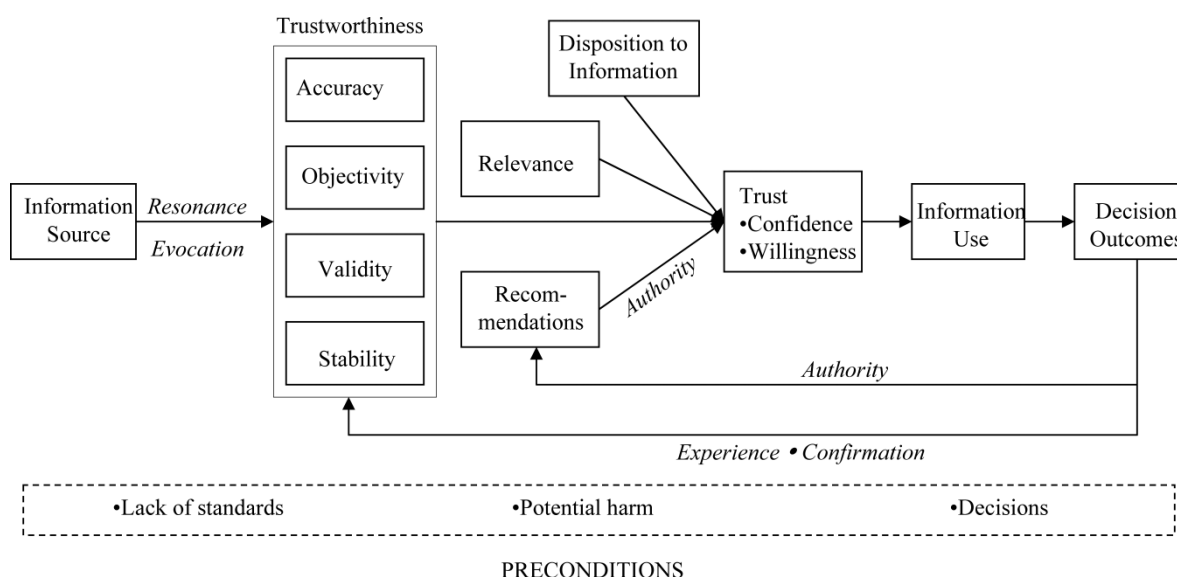 Trustworthiness
Accuracy
Objectivity
Validity
Stability
Information
Source
Resonance
Evocation
Disposition to
Information
Relevance
Recom-
mendations
Authority
Trust
•Confidence
•Willingness
Information
Use
Decision
Outcomes
Authority
Experience • Confirmation
•Lack of standards
•Potential harm
•Decisions
PRECONDITIONS